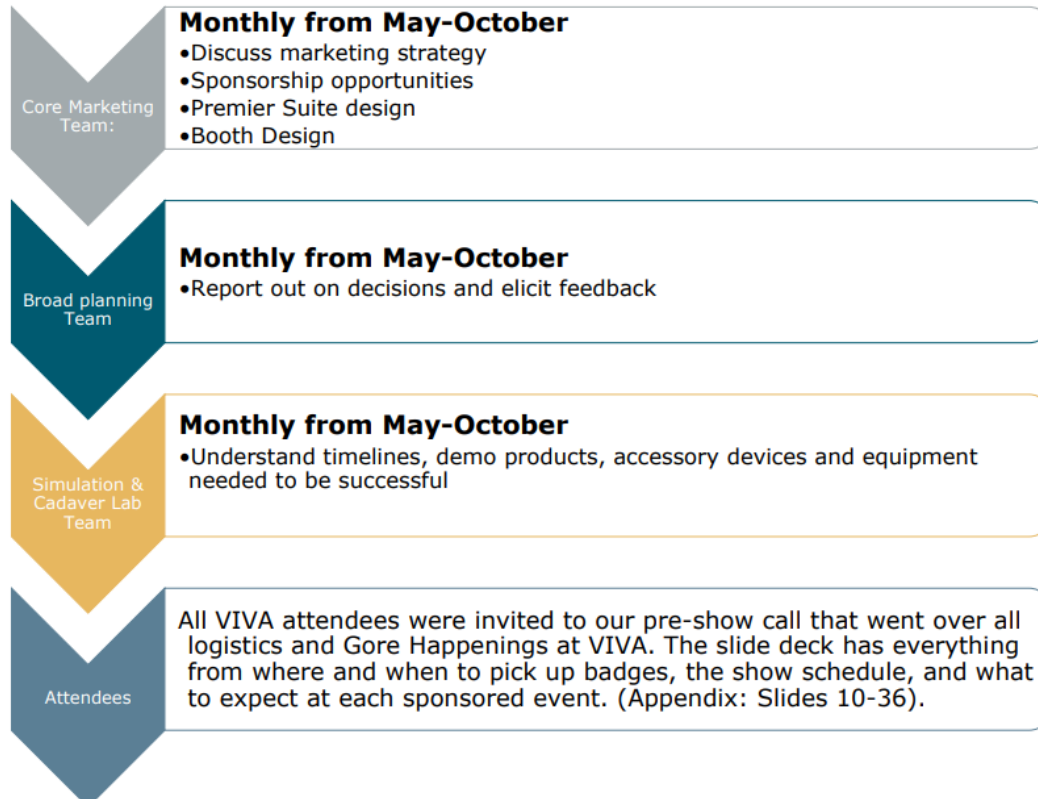 Core Marketing
Team:
Monthly from May-October
•Discuss marketing strategy
•Sponsorship opportunities
•Premier Suite design
•Booth Design
Broad planning
Team
Monthly from May-October
•Report out on decisions and elicit feedback
Simulation &
Cadaver Lab
Team
Monthly from May-October
•Understand timelines, demo products, accessory devices and equipment
needed to be successful
Attendees
All VIVA attendees were invited to our pre-show call that went over all
logistics and Gore Happenings at VIVA. The slide deck has everything
from where and when to pick up badges, the show schedule, and what
to expect at each sponsored event. (Appendix: Slides 10-36).